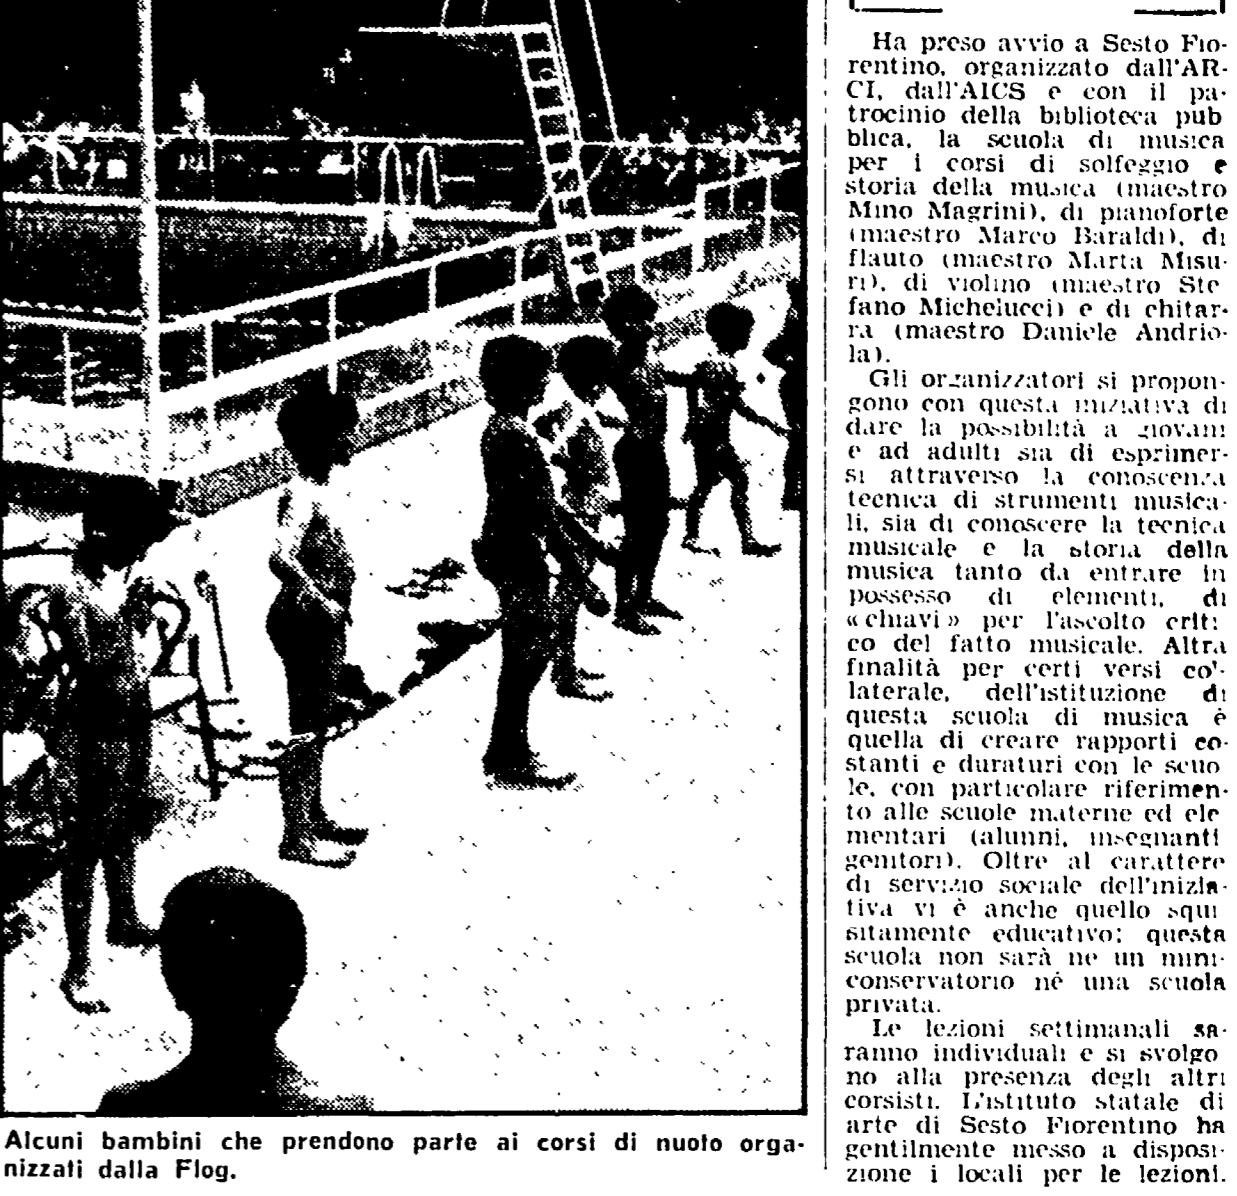 Alcuni bambini che prendono parte ai corsi di nuoto orga-
nizzati dalla Flog.
Ha preso avvio a Sesto Fio-
rentino, organizzato dall'AR-
CI, dall'AICS e con il pa-
trocinio della biblioteca pub
blica, la scuola di musica
per i corsi di solfeggio e
storia della musica (maestro
Mino Magrini), di pianoforte
(maestro Marco Baraldi), di
flauto (maestro Marta Misu-
ri), di violino (maestro Ste
fano Michelucci) e di chitar-
ra (maestro Daniele Andrio-
la).
Gli organizzatori si propon-
gono con questa iniziativa di
dare la possibilità a giovani
e ad adulti sia di esprimer-
si attraverso la conoscenza
tecnica di strumenti musica-
li, sia di conoscere la tecnica
musicale e la storia della
musica tanto da entrare in
possesso di elementi, di
«chiavi» per l'ascolto criti
co del fatto musicale. Altra
finalità per certi versi col-
laterale, dell'istituzione di
questa scuola di musica è
quella di creare rapporti co-
stanti e duraturi con le scuo
le, con particolare riferimen-
to alle scuole materne ed ele
mentari (alunni, insegnanti
genitori). Oltre al carattere
di servizio sociale dell'inizia-
tiva vi è anche quello squi
sitamente educativo: questa
scuola non sarà né un mini-
conservatorio né una scuola
privata.
Le lezioni settimanali sa-
ranno individuali e si svolgo
no alla presenza degli altri
corsisti. L'istituto statale di
arte di Sesto Fiorentino ha
gentilmente messo a disposi-
zione i locali per le lezioni.